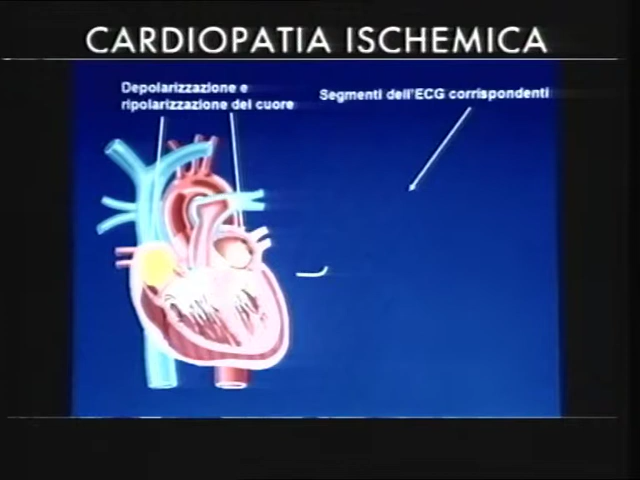 CARDIOPATIA ISCHEMICA
Depolarizzazione e
ripolarizzazione del cuore
Segmenti dell'ECG corrispondenti